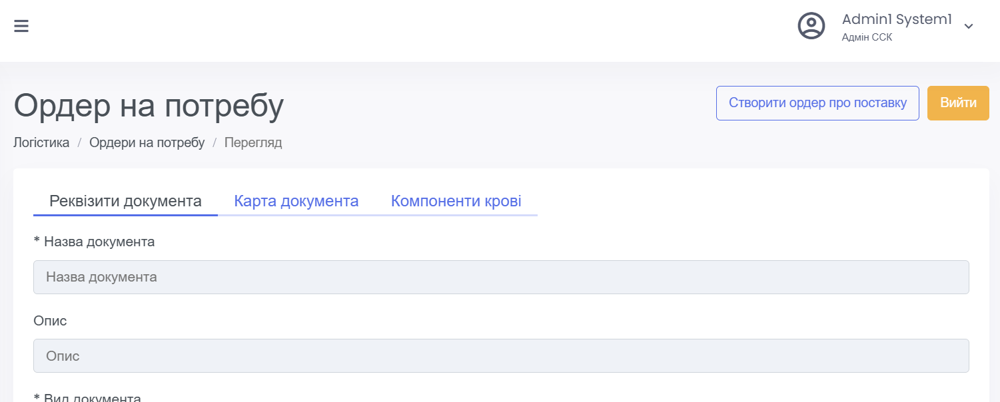 Admin1 System1
Адмін ССК
Ордер на потребу
Створити ордер про поставку
Вийти
Логістика / Ордери на потребу / Перегляд
Реквізити документа Карта документа Компоненти крові
* Назва документа
Назва документа
Опис
Опис
* Вид документа